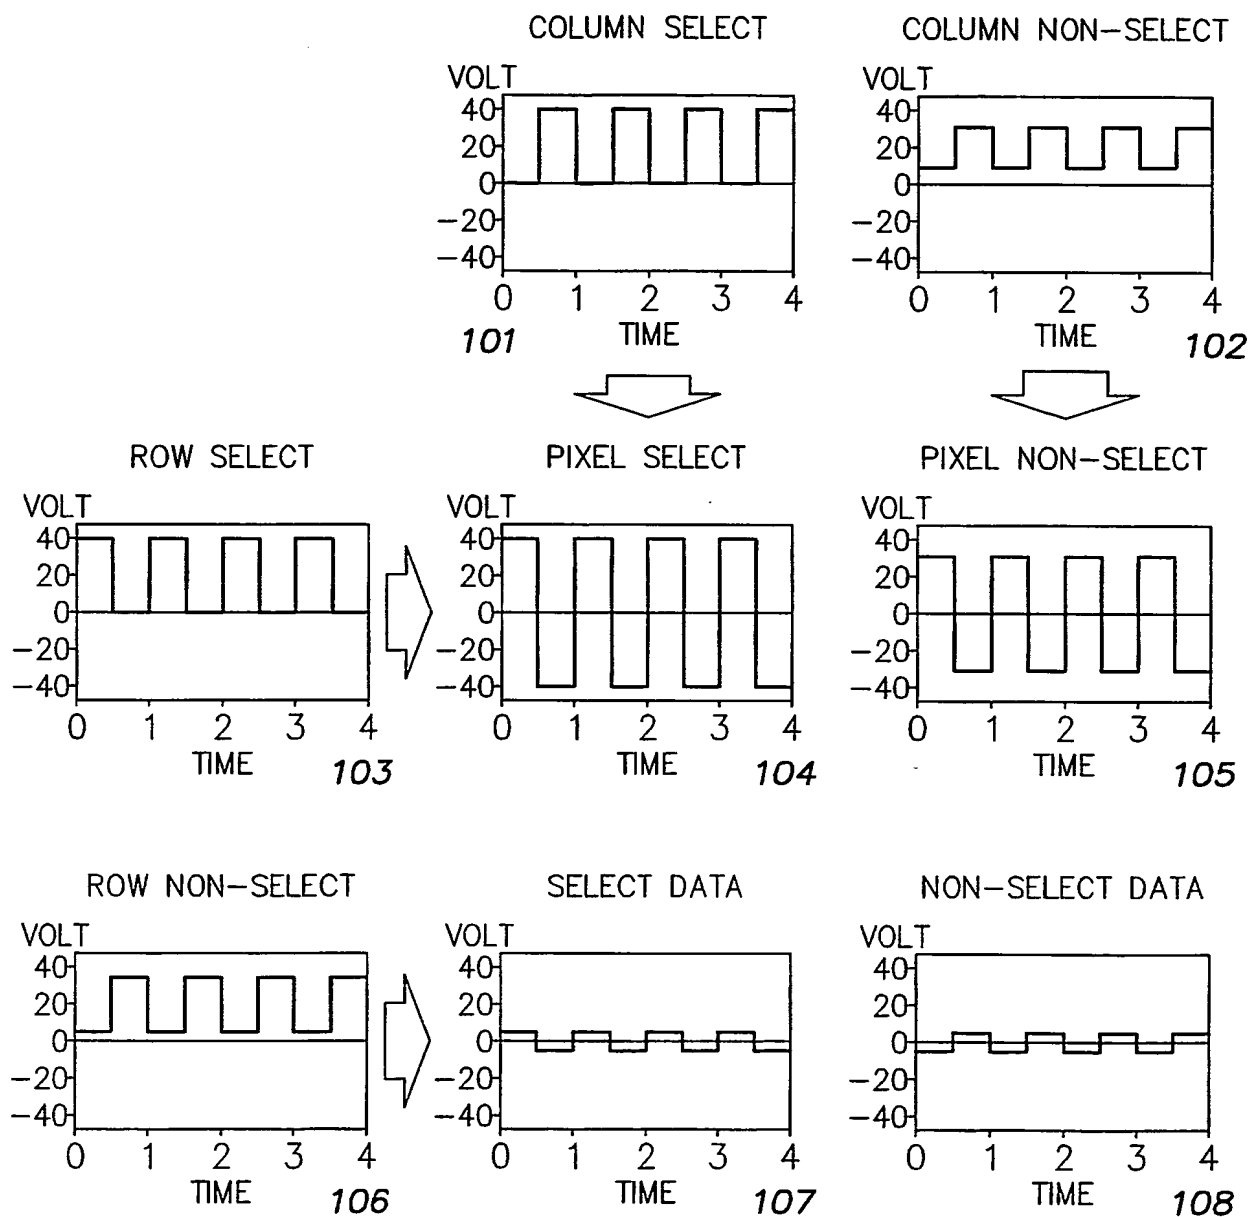 COLUMN SELECT
VOLT
40
20
0
−20
−40
0 1 2 3 4
TIME
101
COLUMN NON−SELECT
VOLT
40
20
0
−20
−40
0 1 2 3 4
TIME
102
ROW SELECT
VOLT
40
20
0
−20
−40
0 1 2 3 4
TIME
103
PIXEL SELECT
VOLT
40
20
0
−20
−40
0 1 2 3 4
TIME
104
PIXEL NON−SELECT
VOLT
40
20
0
−20
−40
0 1 2 3 4
TIME
105
ROW NON−SELECT
VOLT
40
20
0
−20
−40
0 1 2 3 4
TIME
106
SELECT DATA
VOLT
40
20
0
−20
−40
0 1 2 3 4
TIME
107
NON−SELECT DATA
VOLT
40
20
0
−20
−40
0 1 2 3 4
TIME
108